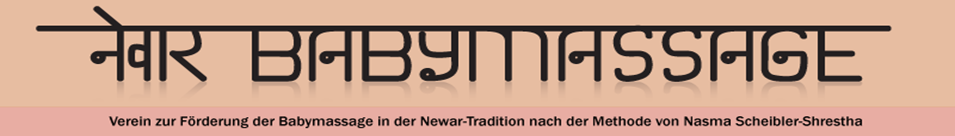 नेवार BABYMASSAGE
Verein zur Förderung der Babymassage in der Newar-Tradition nach der Methode von Nasma Scheibler-Shrestha